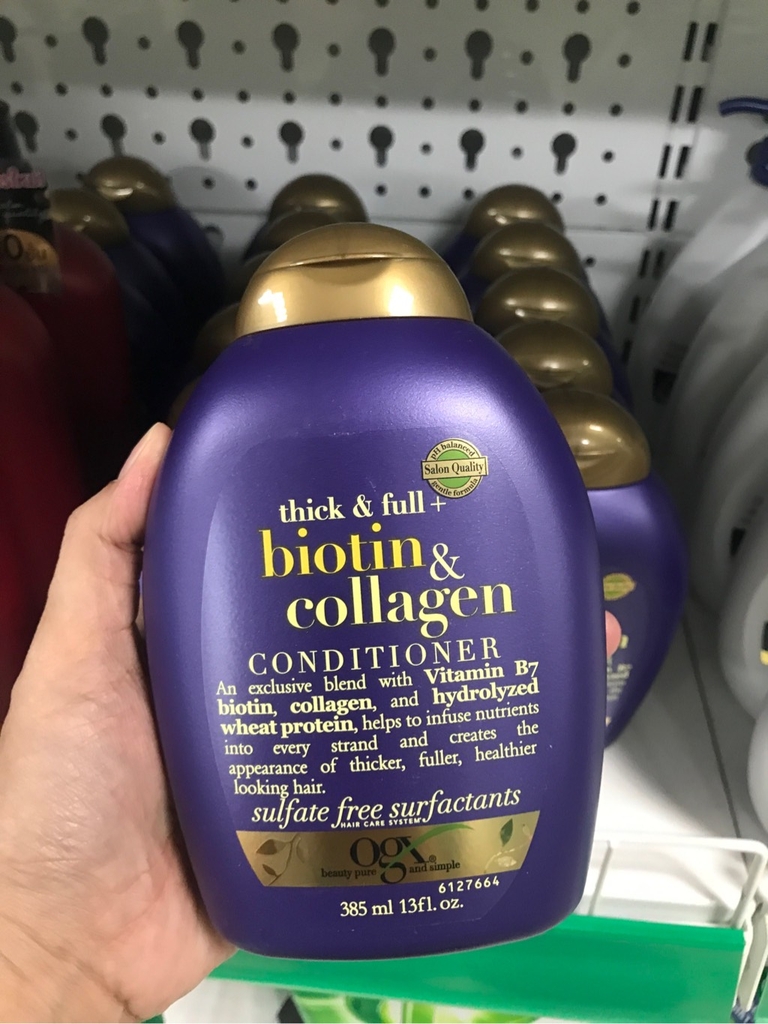 pH balanced
Salon Quality
gentle formula
thick & full +
biotin &
collagen
CONDITIONER
An exclusive blend with Vitamin B7
biotin, collagen, and hydrolyzed
wheat protein, helps to infuse nutrients
into every strand and creates the
appearance of thicker, fuller, healthier
looking hair.
sulfate free surfactants
HAIR CARE SYSTEM
ogx®
beauty pure and simple
6127664
385 ml 13fl. oz.